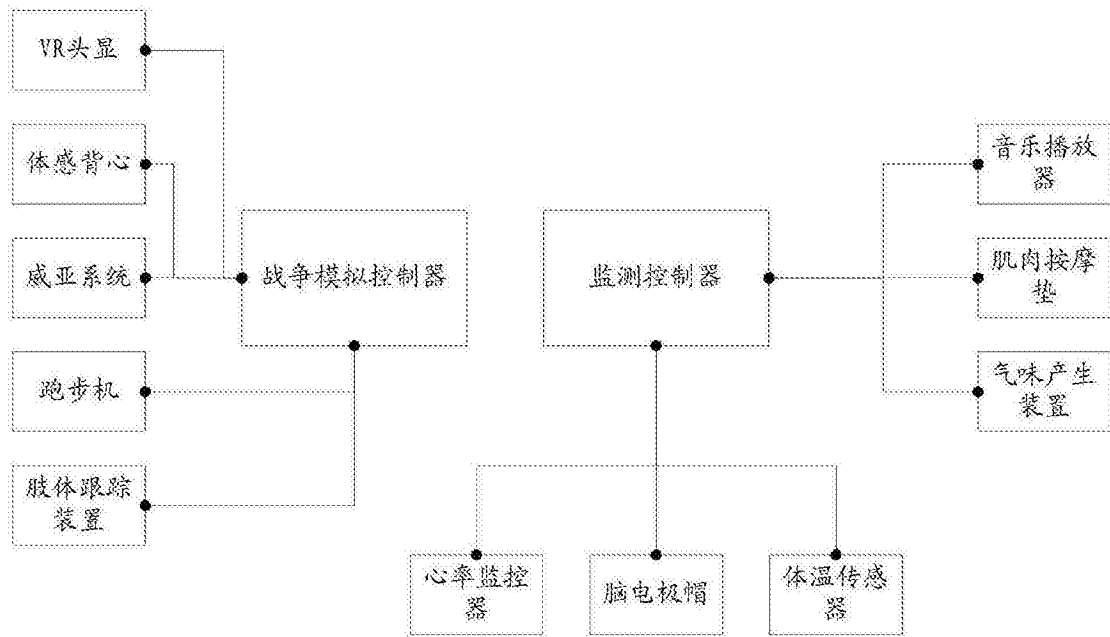 VR头显
体感背心
威亚系统
跑步机
肢体跟踪
装置
战争模拟控制器
监测控制器
音乐播放
器
肌肉按摩
垫
气味产生
装置
心率监控
器
脑电极帽
体温传感
器